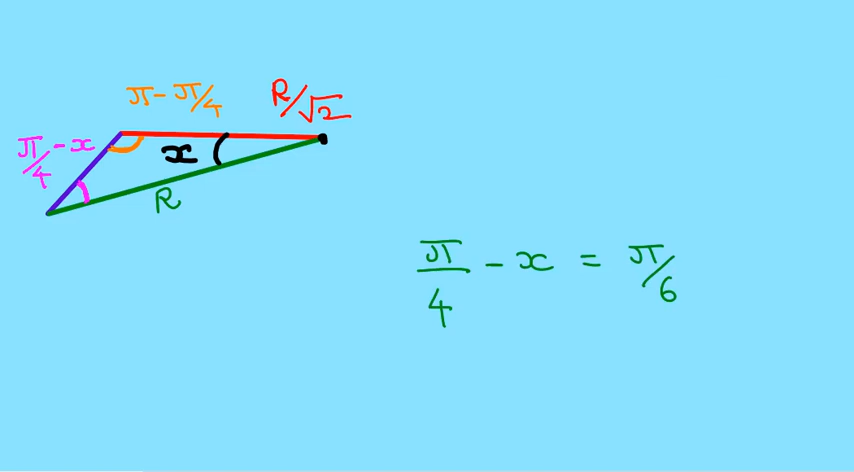 π - π/4
R/√2
π/4 - x
x
R
π/4 - x = π/6